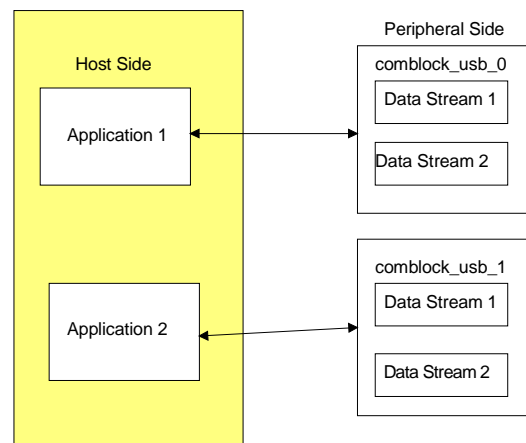 Peripheral Side
Host Side
comblock_usb_0
Data Stream 1
Application 1
Data Stream 2
comblock_usb_1
Data Stream 1
Application 2
Data Stream 2